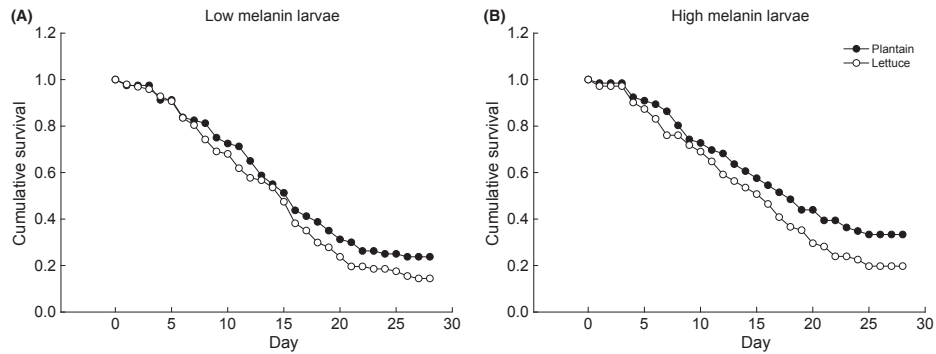 (A) Low melanin larvae
1.2
1.0
0.8
0.6
0.4
0.2
0.0
Cumulative survival
0 5 10 15 20 25 30
Day
(B) High melanin larvae
1.2
1.0
0.8
0.6
0.4
0.2
0.0
Cumulative survival
Plantain
Lettuce
0 5 10 15 20 25 30
Day